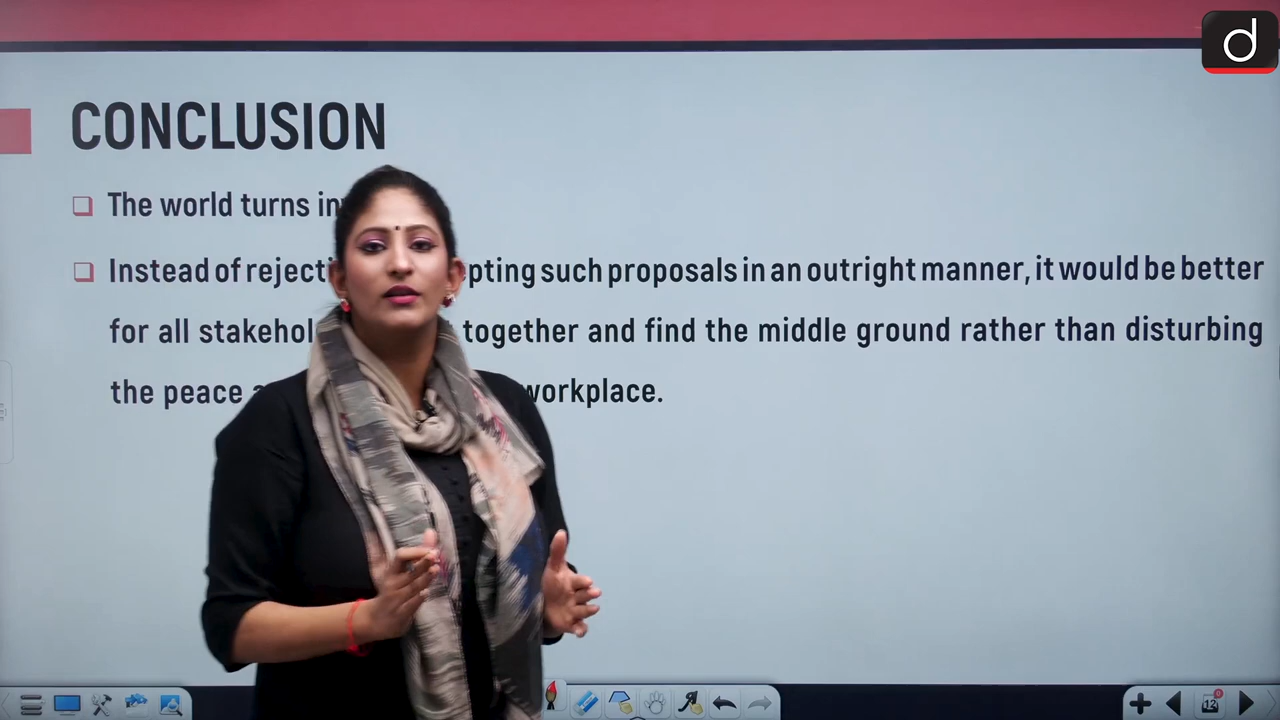 d
CONCLUSION
The world turns in
Instead of rejecti pting such proposals in an outright manner, it would be better
for all stakehol together and find the middle ground rather than disturbing
the peace workplace.
12